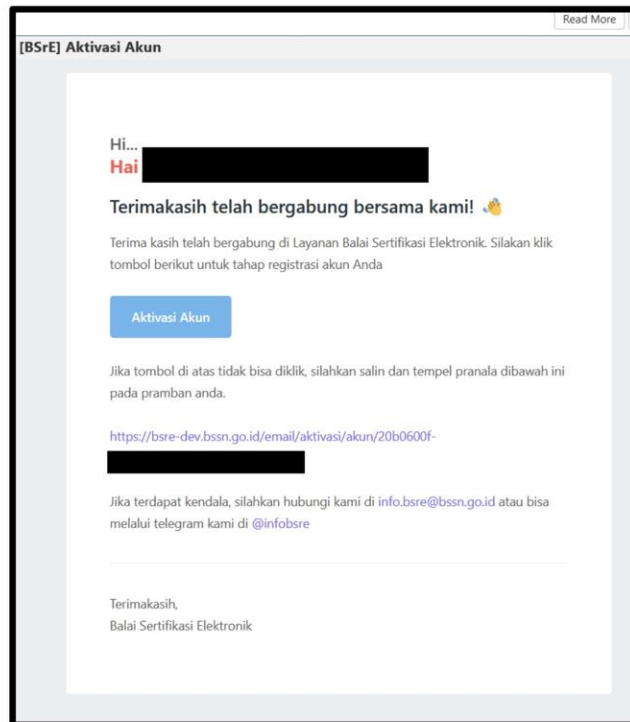 Read More
[BSrE] Aktivasi Akun
Hi...
Hai
Terimakasih telah bergabung bersama kami! 👋
Terima kasih telah bergabung di Layanan Balai Sertifikasi Elektronik. Silakan klik
tombol berikut untuk tahap registrasi akun Anda
Aktivasi Akun
Jika tombol di atas tidak bisa diklik, silahkan salin dan tempel pranala dibawah ini
pada pramban anda.
https://bsre-dev.bssn.go.id/email/aktivasi/akun/20b0600f-
Jika terdapat kendala, silahkan hubungi kami di info.bsre@bssn.go.id atau bisa
melalui telegram kami di @infobsre
Terimakasih,
Balai Sertifikasi Elektronik